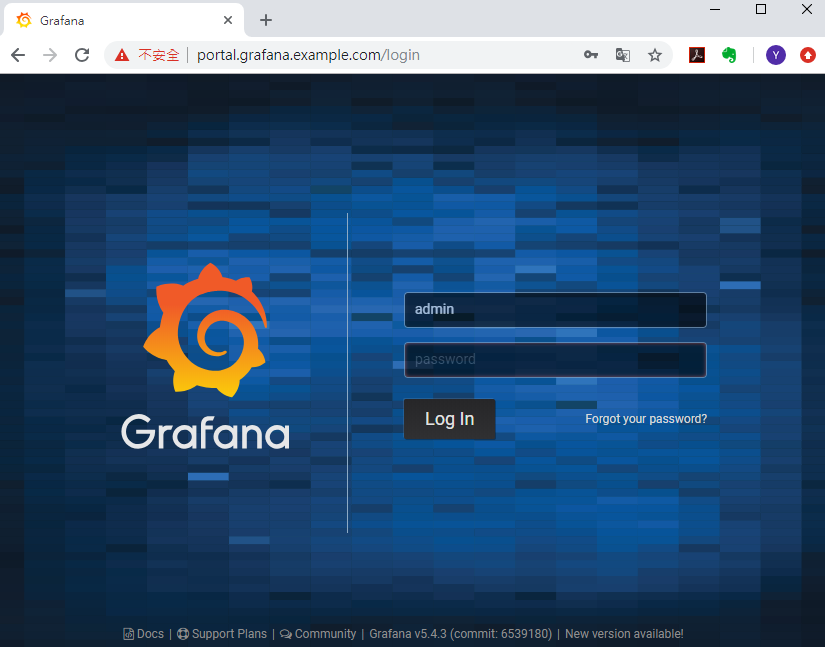 Grafana
不安全 | portal.grafana.example.com/login
Y
Grafana
admin
password
Log In
Forgot your password?
Docs | Support Plans | Community | Grafana v5.4.3 (commit: 6539180) | New version available!